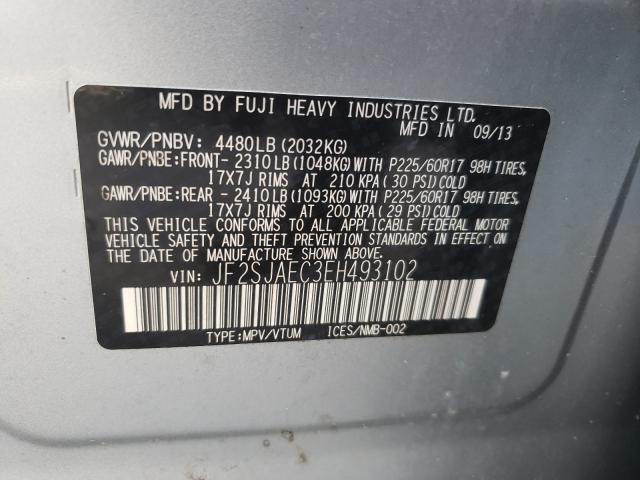 MFD BY FUJI HEAVY INDUSTRIES LTD.
MFD IN 09/13
GVWR/PNBV: 4480LB(2032KG)
GAWR/PNBE:FRONT- 2310LB(1048KG)WITH P225/60R17 98H TIRES,
17X7J RIMS AT 210 KPA(30 PSI)COLD
GAWR/PNBE:REAR - 2410LB(1093KG)WITH P225/60R17 98H TIRES,
17X7J RIMS AT 200 KPA(29 PSI)COLD
THIS VEHICLE CONFORMS TO ALL APPLICABLE FEDERAL MOTOR
VEHICLE SAFETY AND THEFT PREVENTION STANDARDS IN EFFECT ON
THE DATE OF MANUFACTURE SHOWN ABOVE.
VIN: JF2SJAEC3EH493102
TYPE:MPV/VTUM ICES/NMB-002